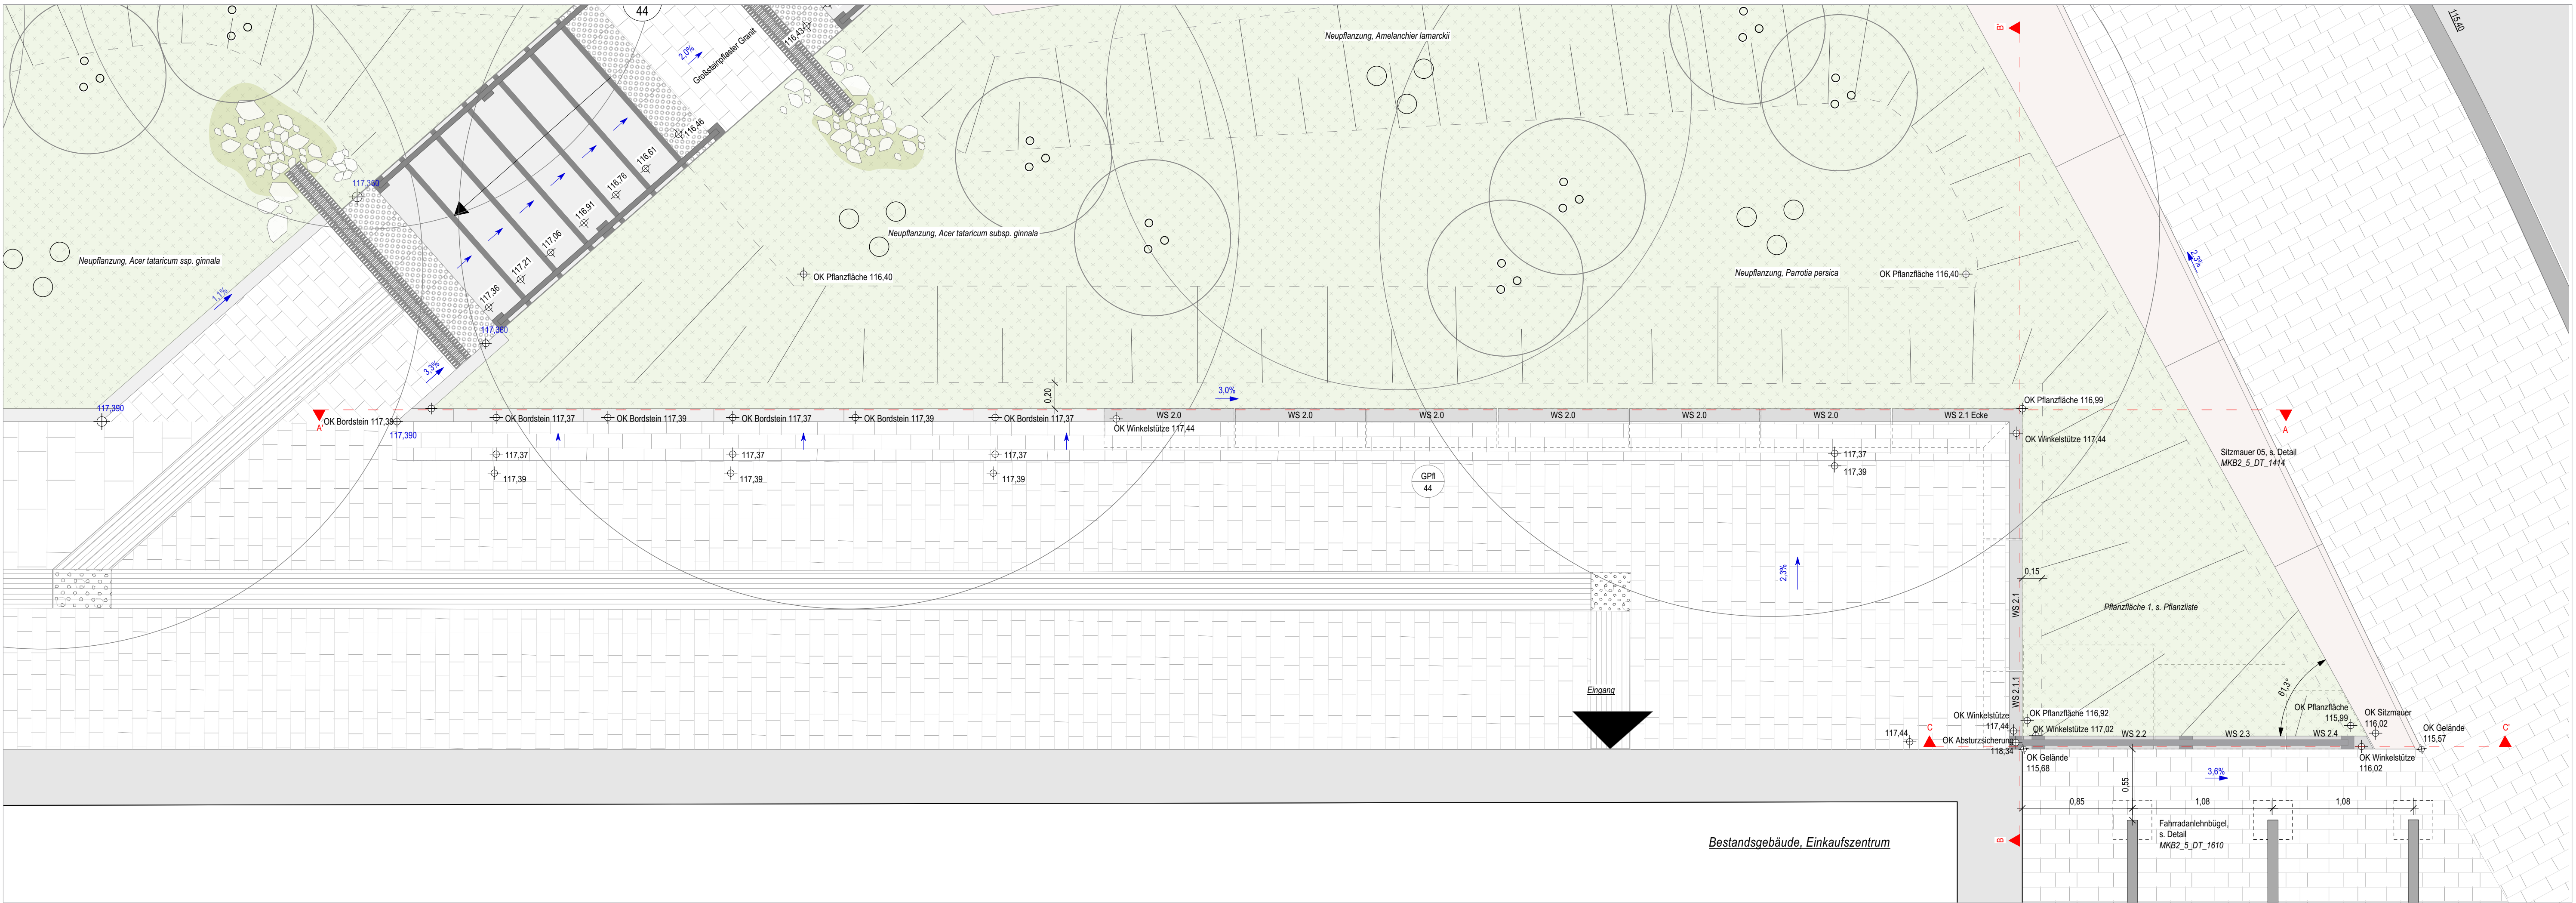 44
2,0%
Großsteinpflaster Granit
116,43
116,46
116,61
116,76
116,91
117,06
117,21
117,36
117,360
117,360
1,1%
3,3%
Neupflanzung, Acer tataricum ssp. ginnala
Neupflanzung, Amelanchier lamarckii
Neupflanzung, Acer tataricum subsp. ginnala
Neupflanzung, Parrotia persica
OK Pflanzfläche 116,40
OK Pflanzfläche 116,40
B'
115,40
2,3%
117,390
A'
OK Bordstein 117,39
117,390
OK Bordstein 117,37
OK Bordstein 117,39
OK Bordstein 117,37
OK Bordstein 117,39
OK Bordstein 117,37
0,20
3,0%
OK Winkelstütze 117,44
WS 2.0
WS 2.0
WS 2.0
WS 2.0
WS 2.0
WS 2.0
WS 2.1 Ecke
OK Pflanzfläche 116,99
OK Winkelstütze 117,44
A
Sitzmauer 05, s. Detail
MKB2_5_DT_1414
117,37
117,39
117,37
117,39
117,37
117,39
117,37
117,39
GPfl
44
2,3%
0,15
WS 2.1
WS 2.1.1
Pflanzfläche 1, s. Pflanzliste
61,3°
Eingang
OK Winkelstütze
117,44
OK Absturzsicherung
118,34
117,44
C
OK Pflanzfläche 116,92
OK Winkelstütze 117,02
WS 2.2
WS 2.3
WS 2.4
OK Pflanzfläche
115,99
OK Sitzmauer
116,02
OK Gelände
115,57
C'
OK Gelände
115,68
OK Winkelstütze
116,02
3,6%
0,55
0,85
1,08
1,08
Fahrradanlehnbügel,
s. Detail
MKB2_5_DT_1610
B
Bestandsgebäude, Einkaufszentrum